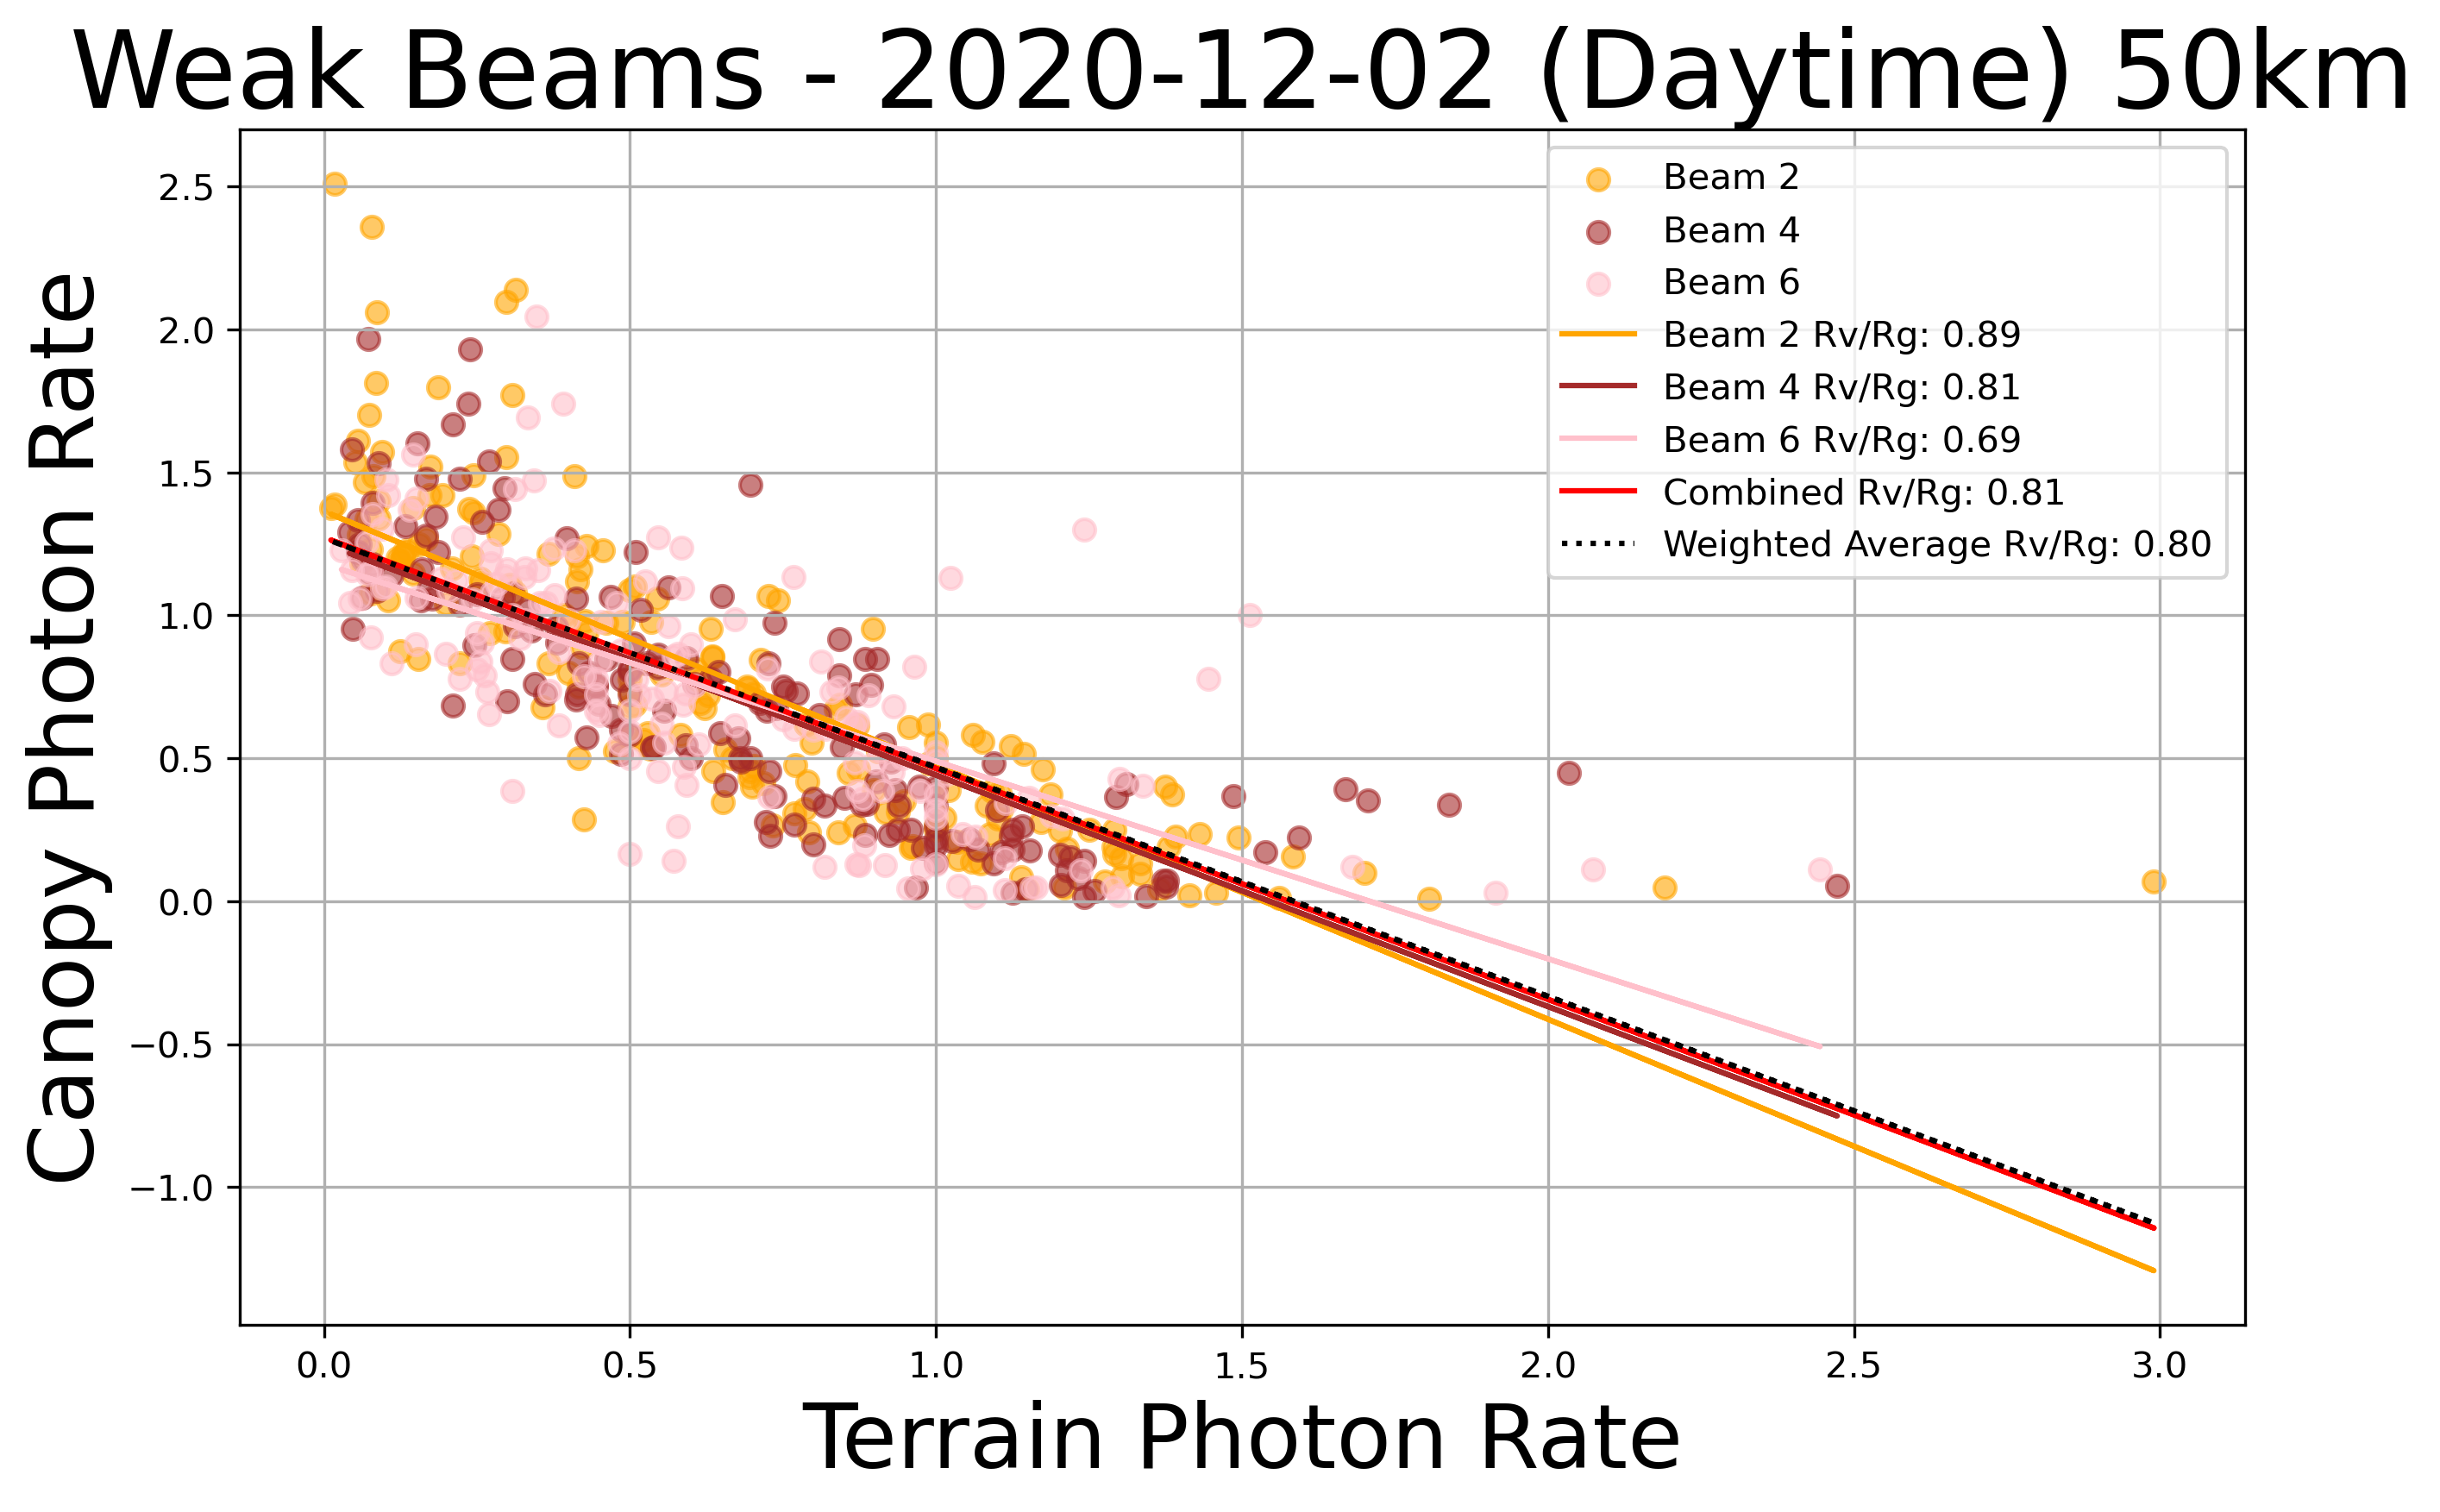 Weak Beams - 2020-12-02 (Daytime) 50km
Canopy Photon Rate
2.5
2.0
1.5
1.0
0.5
0.0
−0.5
−1.0
Beam 2
Beam 4
Beam 6
Beam 2 Rv/Rg: 0.89
Beam 4 Rv/Rg: 0.81
Beam 6 Rv/Rg: 0.69
Combined Rv/Rg: 0.81
Weighted Average Rv/Rg: 0.80
0.0 0.5 1.0 1.5 2.0 2.5 3.0
Terrain Photon Rate